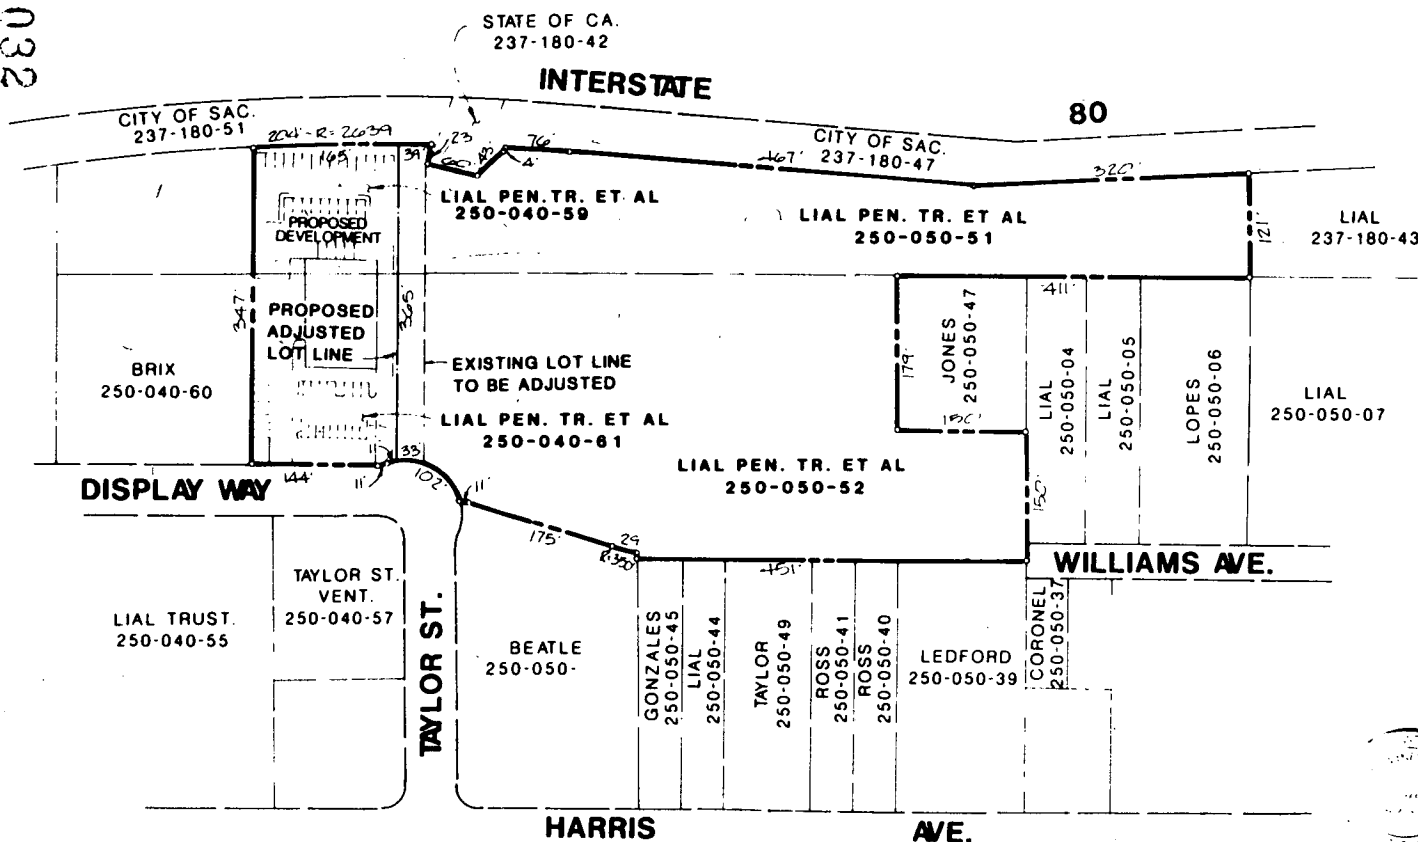 032
STATE OF CA.
237-180-42
INTERSTATE
80
CITY OF SAC.
237-180-51
204' - R= 2639
165'
39'
23
60'
43'
4'
76'
467'
CITY OF SAC.
237-180-47
320'
121'
LIAL
237-180-43
LIAL PEN. TR. ET AL
250-040-59
LIAL PEN. TR. ET AL
250-050-51
PROPOSED
DEVELOPMENT
347'
365'
PROPOSED
ADJUSTED
LOT LINE
BRIX
250-040-60
EXISTING LOT LINE
TO BE ADJUSTED
LIAL PEN. TR. ET AL
250-040-61
LIAL PEN. TR. ET AL
250-050-52
411'
179'
150'
150'
JONES
250-050-47
LIAL
250-050-04
LIAL
250-050-05
LOPES
250-050-06
LIAL
250-050-07
144'
11'
33'
102'
11'
175'
29
R-350'
451'
DISPLAY WAY
WILLIAMS AVE.
LIAL TRUST.
250-040-55
TAYLOR ST.
VENT.
250-040-57
TAYLOR ST.
BEATLE
250-050-
GONZALES
250-050-45
LIAL
250-050-44
TAYLOR
250-050-49
ROSS
250-050-41
ROSS
250-050-40
LEDFORD
250-050-39
CORONEL
250-050-37
HARRIS AVE.